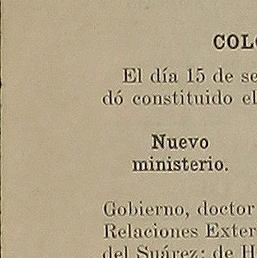 COLO
El día 15 de se
dó constituido el
Nuevo
ministerio.
Gobierno, doctor
Relaciones Exter
del Suárez; de H